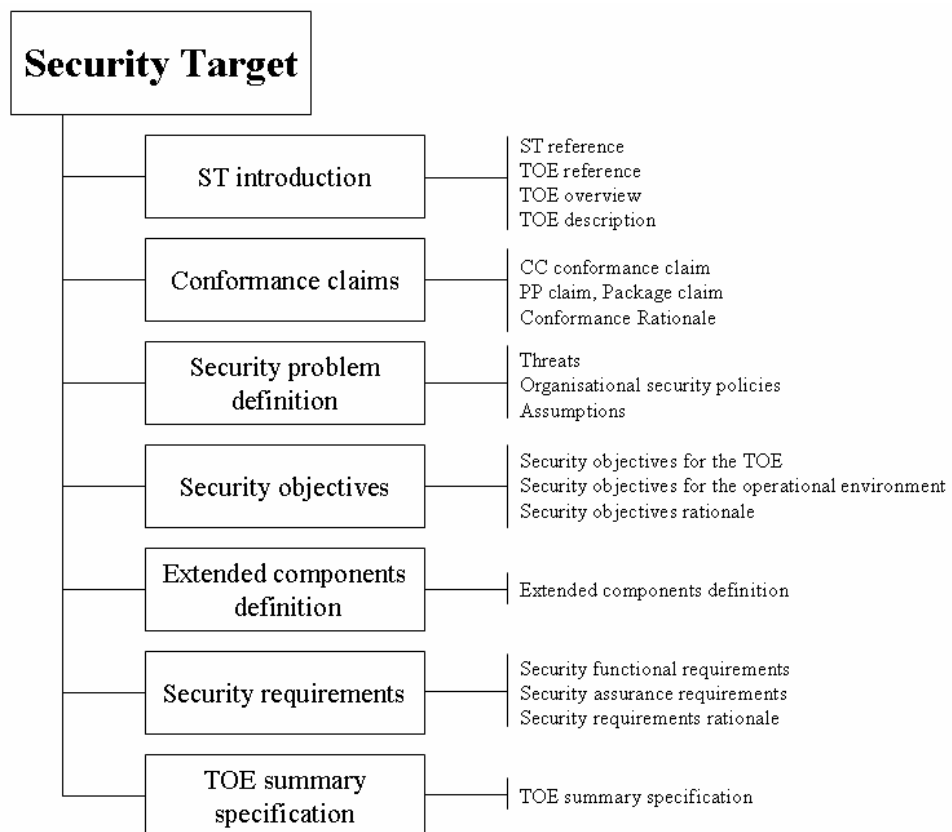 Security Target
ST introduction
ST reference
TOE reference
TOE overview
TOE description
Conformance claims
CC conformance claim
PP claim, Package claim
Conformance Rationale
Security problem
definition
Threats
Organisational security policies
Assumptions
Security objectives
Security objectives for the TOE
Security objectives for the operational environment
Security objectives rationale
Extended components
definition
Extended components definition
Security requirements
Security functional requirements
Security assurance requirements
Security requirements rationale
TOE summary
specification
TOE summary specification